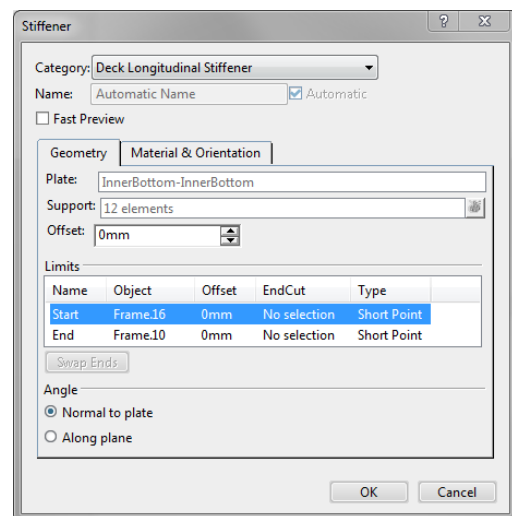 Stiffener
Category: Deck Longitudinal Stiffener
Name: Automatic Name Automatic
Fast Preview
Geometry Material & Orientation
Plate: InnerBottom-InnerBottom
Support: 12 elements
Offset: 0mm
Limits
Name Object Offset EndCut Type
Start Frame.16 0mm No selection Short Point
End Frame.10 0mm No selection Short Point
Swap Ends
Angle
Normal to plate
Along plane
OK Cancel